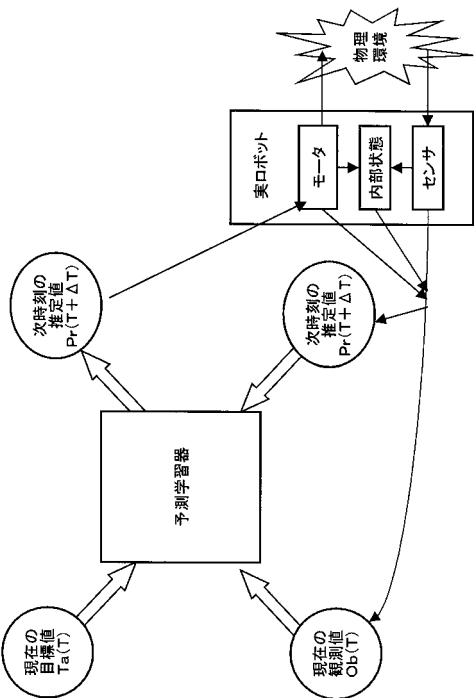 現在の
目標値
Ta(T)
現在の
観測値
Ob(T)
予測学習器
次時刻の
推定値
Pr(T+ΔT)
次時刻の
推定値
Pr(T+ΔT)
実ロボット
モータ
内部状態
センサ
物理
環境